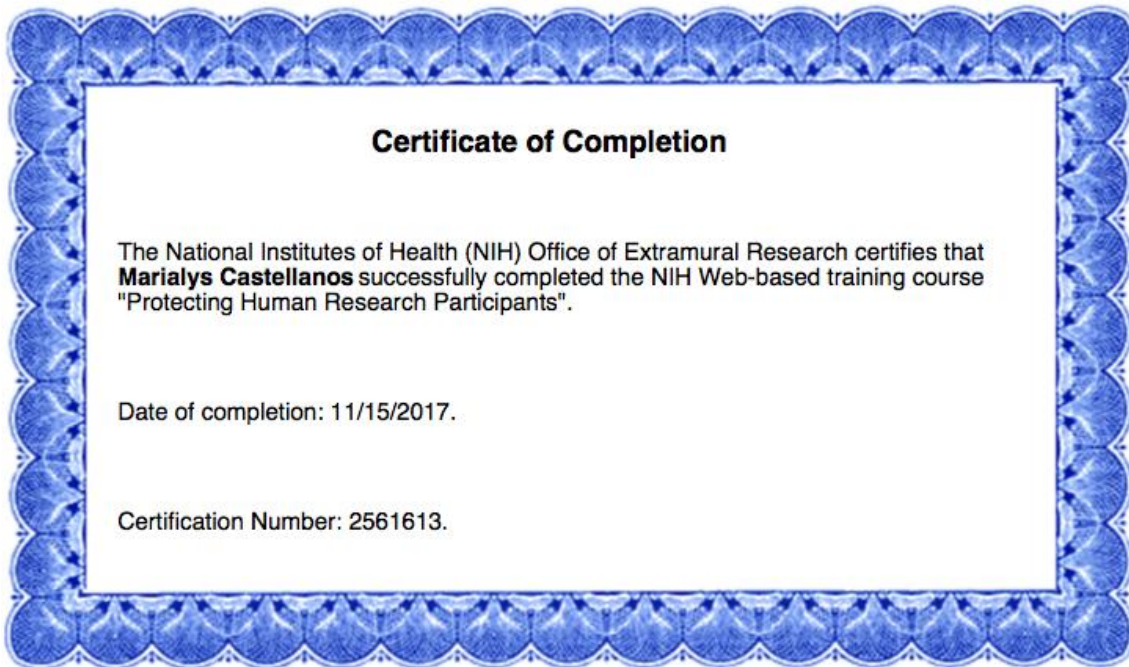 Certificate of Completion
The National Institutes of Health (NIH) Office of Extramural Research certifies that
Marialys Castellanos successfully completed the NIH Web-based training course
"Protecting Human Research Participants".
Date of completion: 11/15/2017.
Certification Number: 2561613.